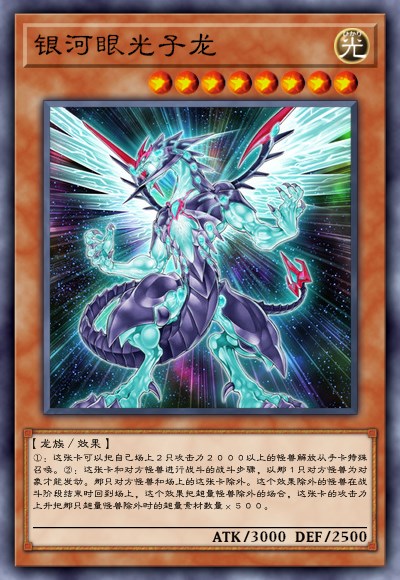 银河眼光子龙
ひかり
光
【龙族／效果】
①：这张卡可以把自己场上2只攻击力2000以上的怪兽解放从手卡特殊
召唤。②：这张卡和对方怪兽进行战斗的战斗步骤，以那1只对方怪兽为对
象才能发动。那只对方怪兽和场上的这张卡除外。这个效果除外的怪兽在战
斗阶段结束时回到场上，这个效果把超量怪兽除外的场合，这张卡的攻击力
上升把那只超量怪兽除外时的超量素材数量×500。
ATK/3000 DEF/2500